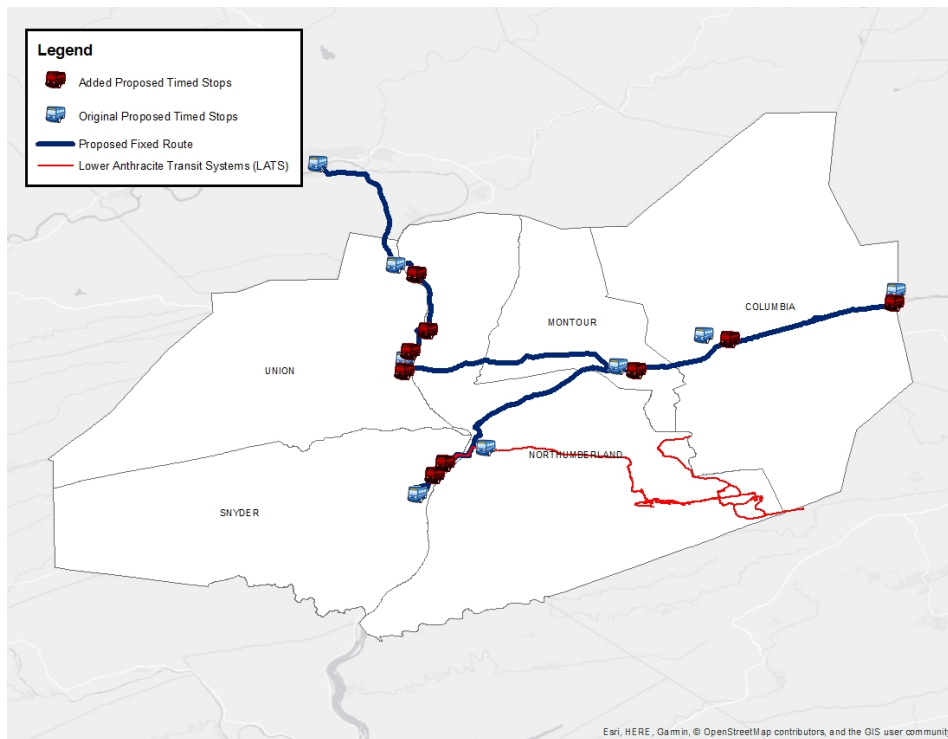 Legend
Added Proposed Timed Stops
Original Proposed Timed Stops
Proposed Fixed Route
Lower Anthracite Transit Systems (LATS)
COLUMBIA
MONTOUR
UNION
NORTHUMBERLAND
SNYDER
Esri, HERE, Garmin, © OpenStreetMap contributors, and the GIS user communit